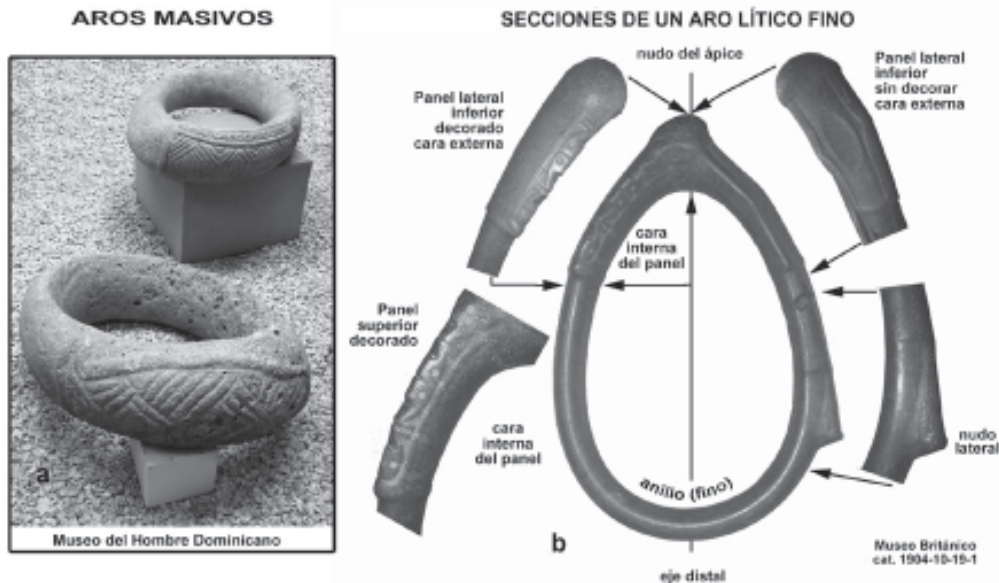 AROS MASIVOS
a
Museo del Hombre Dominicano
SECCIONES DE UN ARO LÍTICO FINO
nudo del ápice
Panel lateral
inferior
decorado
cara externa
Panel lateral
inferior
sin decorar
cara externa
cara
interna
del panel
Panel
superior
decorado
cara
interna
del panel
nudo
lateral
anillo (fino)
b
Museo Británico
cat. 1904-10-19-1
eje distal